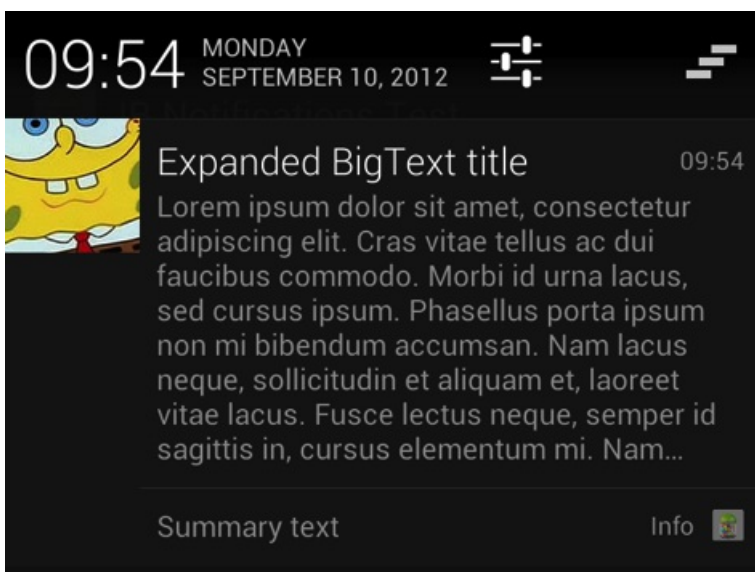 09:54 MONDAY
SEPTEMBER 10, 2012
JB Notifications Test
Expanded BigText title 09:54
Lorem ipsum dolor sit amet, consectetur
adipiscing elit. Cras vitae tellus ac dui
faucibus commodo. Morbi id urna lacus,
sed cursus ipsum. Phasellus porta ipsum
non mi bibendum accumsan. Nam lacus
neque, sollicitudin et aliquam et, laoreet
vitae lacus. Fusce lectus neque, semper id
sagittis in, cursus elementum mi. Nam...
Summary text Info